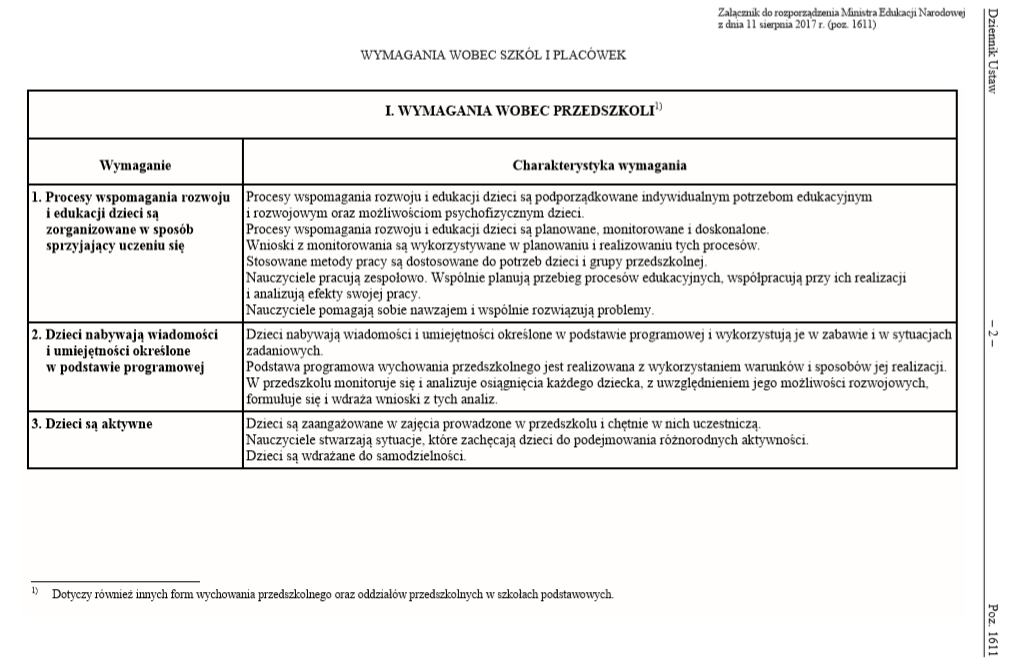 Załącznik do rozporządzenia Ministra Edukacji Narodowej
z dnia 11 sierpnia 2017 r. (poz. 1611)
WYMAGANIA WOBEC SZKÓL I PLACÓWEK
I. WYMAGANIA WOBEC PRZEDSZKOLI1)
Wymaganie
Charakterystyka wymagania
1. Procesy wspomagania rozwoju
i edukacji dzieci są
zorganizowane w sposób
sprzyjający uczeniu się
Procesy wspomagania rozwoju i edukacji dzieci są podporządkowane indywidualnym potrzebom edukacyjnym
i rozwojowym oraz możliwościom psychofizycznym dzieci.
Procesy wspomagania rozwoju i edukacji dzieci są planowane, monitorowane i doskonalone.
Wnioski z monitorowania są wykorzystywane w planowaniu i realizowaniu tych procesów.
Stosowane metody pracy są dostosowane do potrzeb dzieci i grupy przedszkolnej.
Nauczyciele pracują zespołowo. Wspólnie planują przebieg procesów edukacyjnych, współpracują przy ich realizacji
i analizują efekty swojej pracy.
Nauczyciele pomagają sobie nawzajem i wspólnie rozwiązują problemy.
2. Dzieci nabywają wiadomości
i umiejętności określone
w podstawie programowej
Dzieci nabywają wiadomości i umiejętności określone w podstawie programowej i wykorzystują je w zabawie i w sytuacjach
zadaniowych.
Podstawa programowa wychowania przedszkolnego jest realizowana z wykorzystaniem warunków i sposobów jej realizacji.
W przedszkolu monitoruje się i analizuje osiągnięcia każdego dziecka, z uwzględnieniem jego możliwości rozwojowych,
formułuje się i wdraża wnioski z tych analiz.
3. Dzieci są aktywne
Dzieci są zaangażowane w zajęcia prowadzone w przedszkolu i chętnie w nich uczestniczą.
Nauczyciele stwarzają sytuacje, które zachęcają dzieci do podejmowania różnorodnych aktywności.
Dzieci są wdrażane do samodzielności.
1) Dotyczy również innych form wychowania przedszkolnego oraz oddziałów przedszkolnych w szkołach podstawowych.
Dziennik Ustaw
– 2 –
Poz. 1611